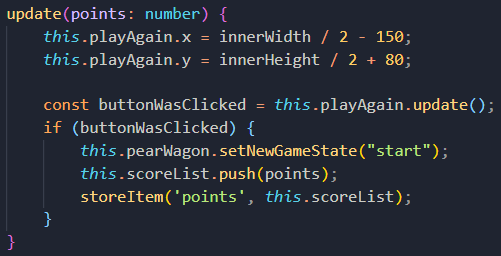 update(points: number) {
    this.playAgain.x = innerWidth / 2 - 150;
    this.playAgain.y = innerHeight / 2 + 80;

    const buttonWasClicked = this.playAgain.update();
    if (buttonWasClicked) {
        this.pearWagon.setNewGameState("start");
        this.scoreList.push(points);
        storeItem('points', this.scoreList);
    }
}